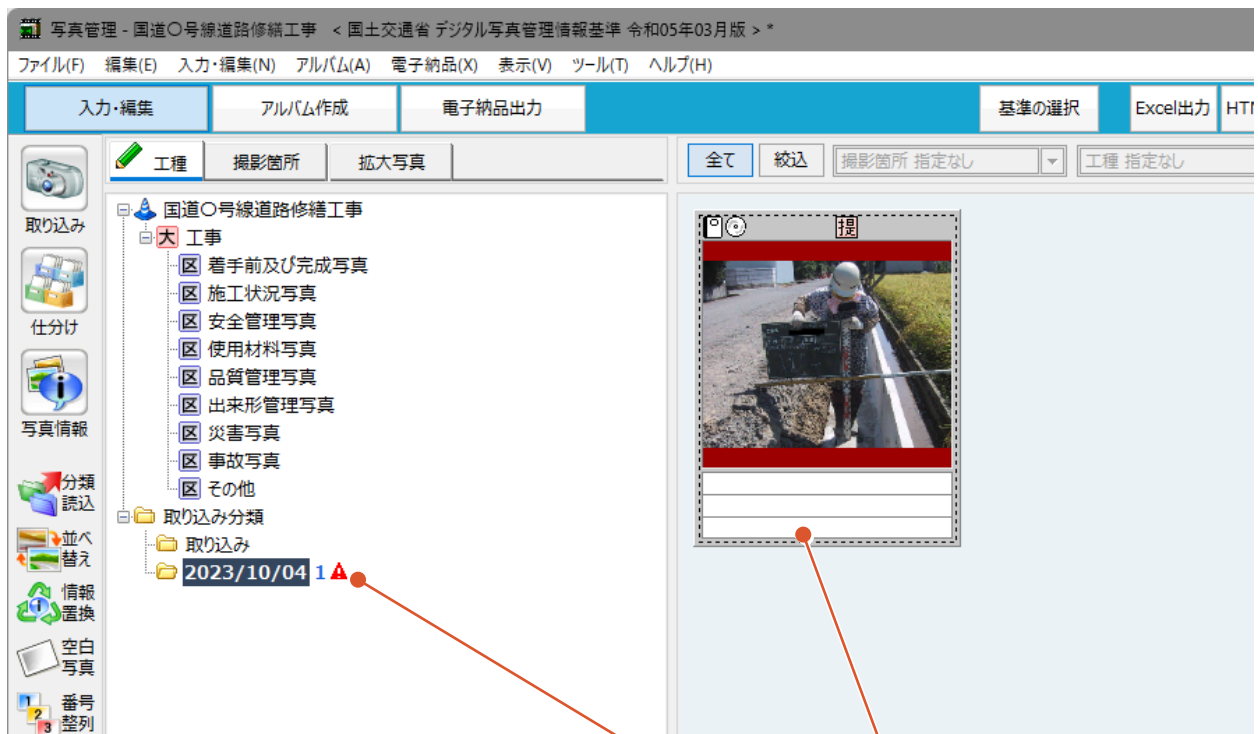 写真管理 - 国道〇号線道路修繕工事 < 国土交通省 デジタル写真管理情報基準 令和05年03月版 > *
ファイル(F) 編集(E) 入力・編集(N) アルバム(A) 電子納品(X) 表示(V) ツール(T) ヘルプ(H)
入力・編集 アルバム作成 電子納品出力 基準の選択 Excel出力 HT
工種 撮影箇所 拡大写真 全て 絞込 撮影箇所 指定なし 工種 指定なし
取り込み
仕分け
写真情報
分類
読込
並べ
替え
情報
置換
空白
写真
1 2 3 番号
整列
国道〇号線道路修繕工事
大 工事
区 着手前及び完成写真
区 施工状況写真
区 安全管理写真
区 使用材料写真
区 品質管理写真
区 出来形管理写真
区 災害写真
区 事故写真
区 その他
取り込み分類
取り込み
2023/10/04 1
提